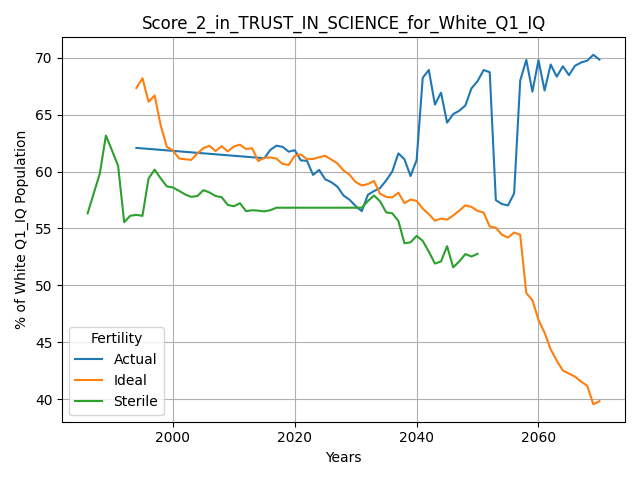 Score_2_in_TRUST_IN_SCIENCE_for_White_Q1_IQ
% of White Q1_IQ Population
70
65
60
55
50
45
40
Fertility
Actual
Ideal
Sterile
2000
2020
2040
2060
Years